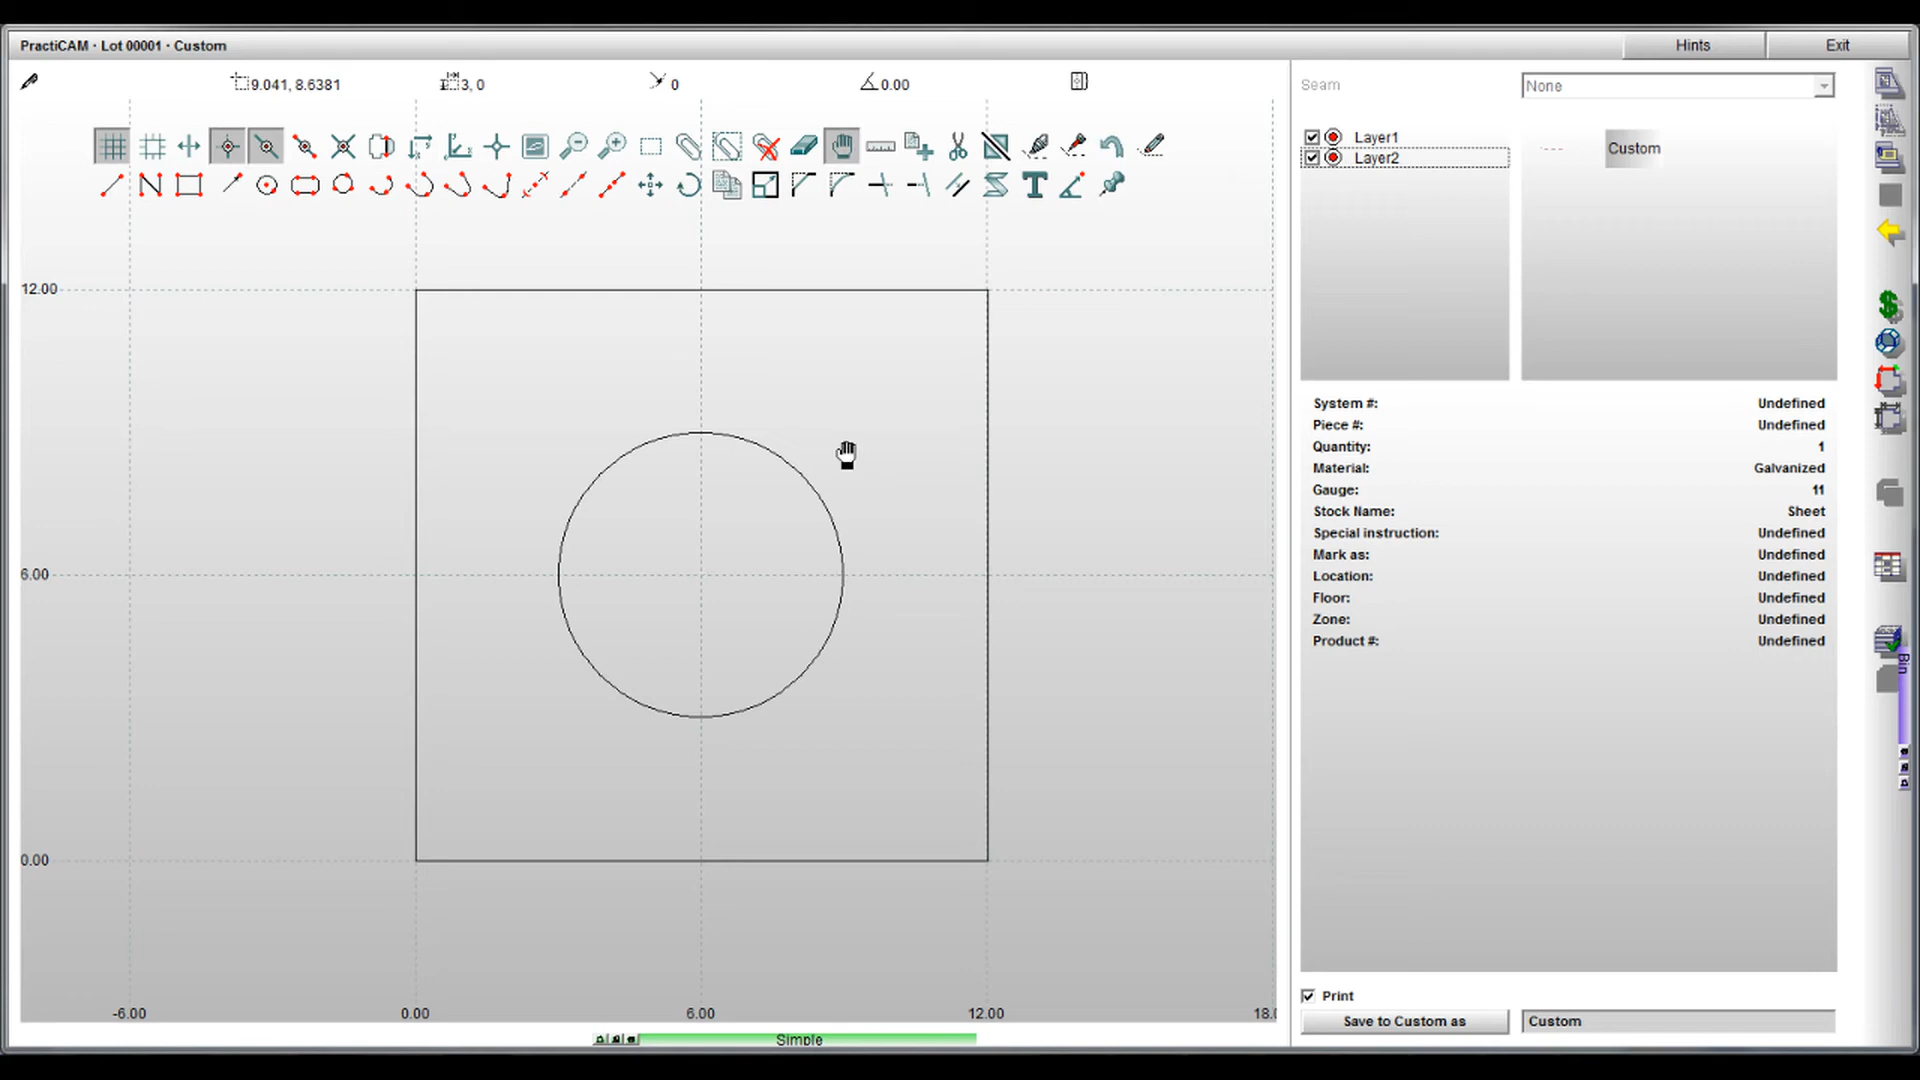 PractiCAM · Lot 00001 · Custom
Hints
Exit
9.041, 8.6381
3, 0
0
0.00
Seam
None
Layer1
Layer2
Custom
12.00
6.00
0.00
-6.00
0.00
6.00
12.00
18.0
Simple
System #: Undefined
Piece #: Undefined
Quantity: 1
Material: Galvanized
Gauge: 11
Stock Name: Sheet
Special instruction: Undefined
Mark as: Undefined
Location: Undefined
Floor: Undefined
Zone: Undefined
Product #: Undefined
Bin
Print
Save to Custom as
Custom